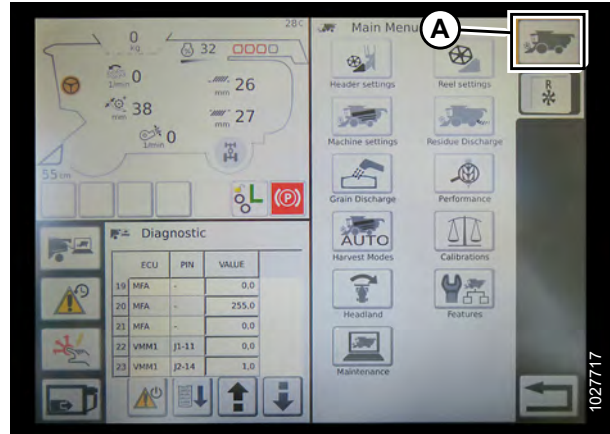 28c
0
KQ
32
0
1/min
26
mm
38
mm
27
mm
0
1/min
55 cm
L
(P)
Main Menu
A
R
Header settings
Reel settings
Machine settings
Residue Discharge
Grain Discharge
Performance
AUTO
Harvest Modes
Calibrations
Headland
Features
Maintenance
Diagnostic
ECU PIN VALUE
19 MFA - 0,0
20 MFA - 255.0
21 MFA - 0,0
22 VMM1 J1-11 0,0
23 VMM1 J2-14 1,0
1027717